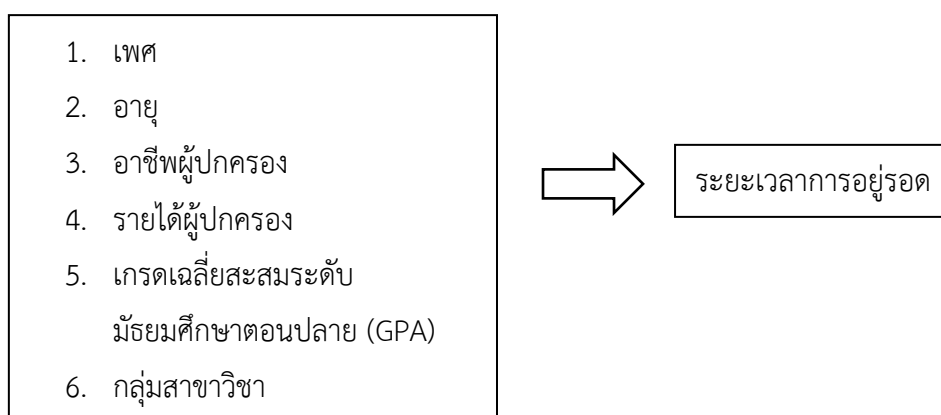 1. เพศ
2. อายุ
3. อาชีพผู้ปกครอง
4. รายได้ผู้ปกครอง
5. เกรดเฉลี่ยสะสมระดับ
มัธยมศึกษาตอนปลาย (GPA)
6. กลุ่มสาขาวิชา
ระยะเวลาการอยู่รอด